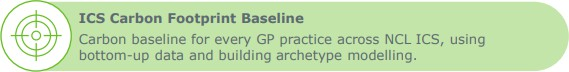 ICS Carbon Footprint Baseline
Carbon baseline for every GP practice across NCL ICS, using
bottom-up data and building archetype modelling.